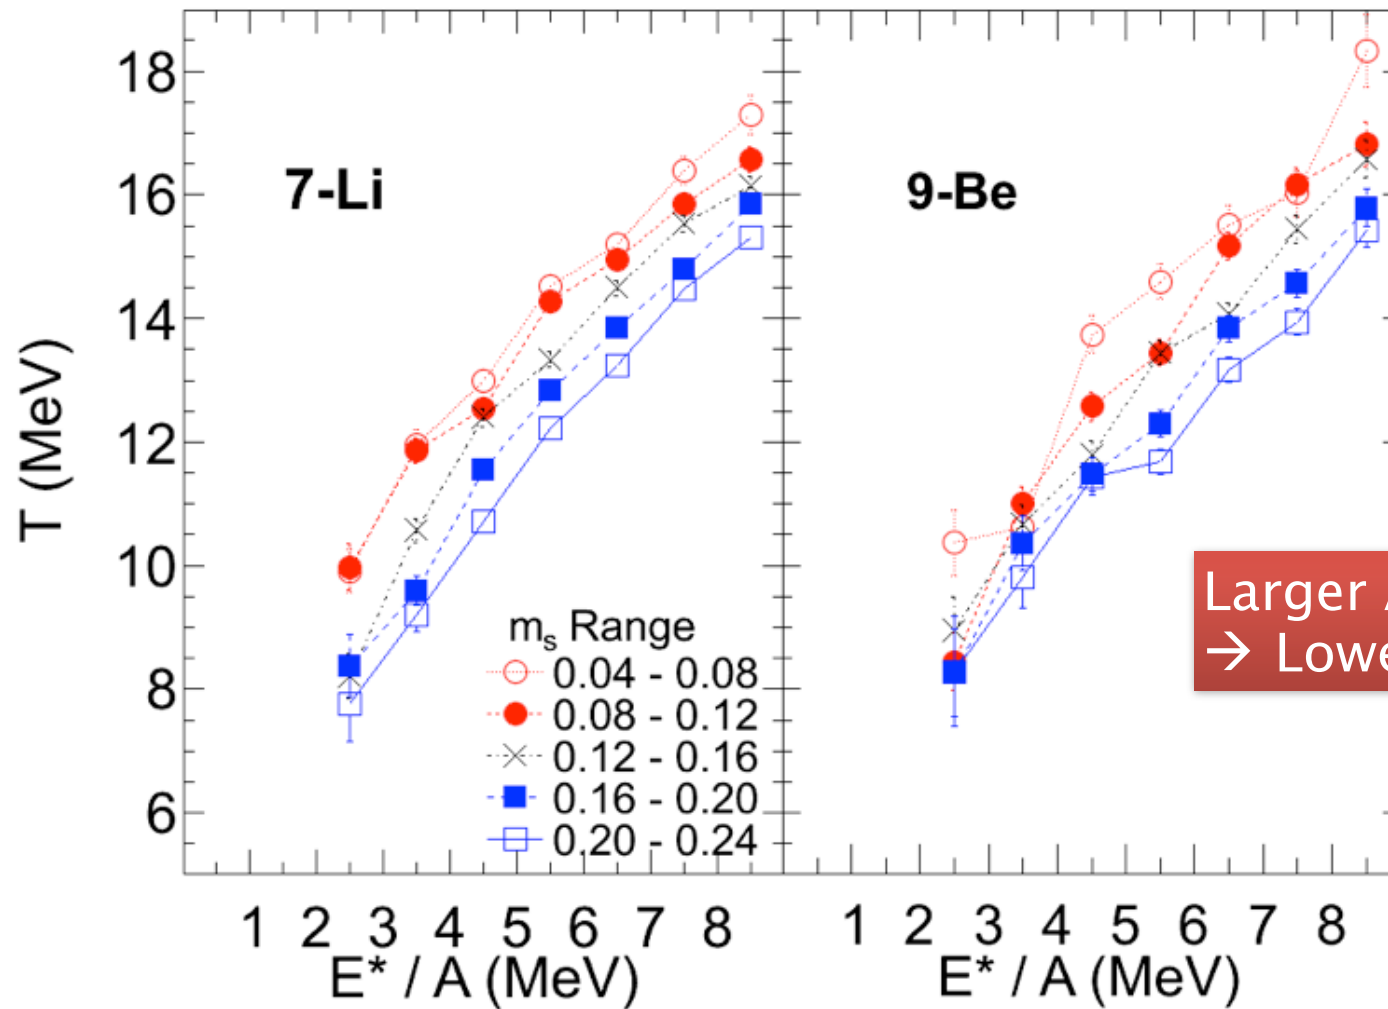 18
16
14
12
10
8
6
T (MeV)
7-Li
9-Be
m_s Range
0.04 - 0.08
0.08 - 0.12
0.12 - 0.16
0.16 - 0.20
0.20 - 0.24
Larger
→
1 2 3 4 5 6 7 8
1 2 3 4 5 6 7 8
E* / A (MeV)
E* / A (MeV)